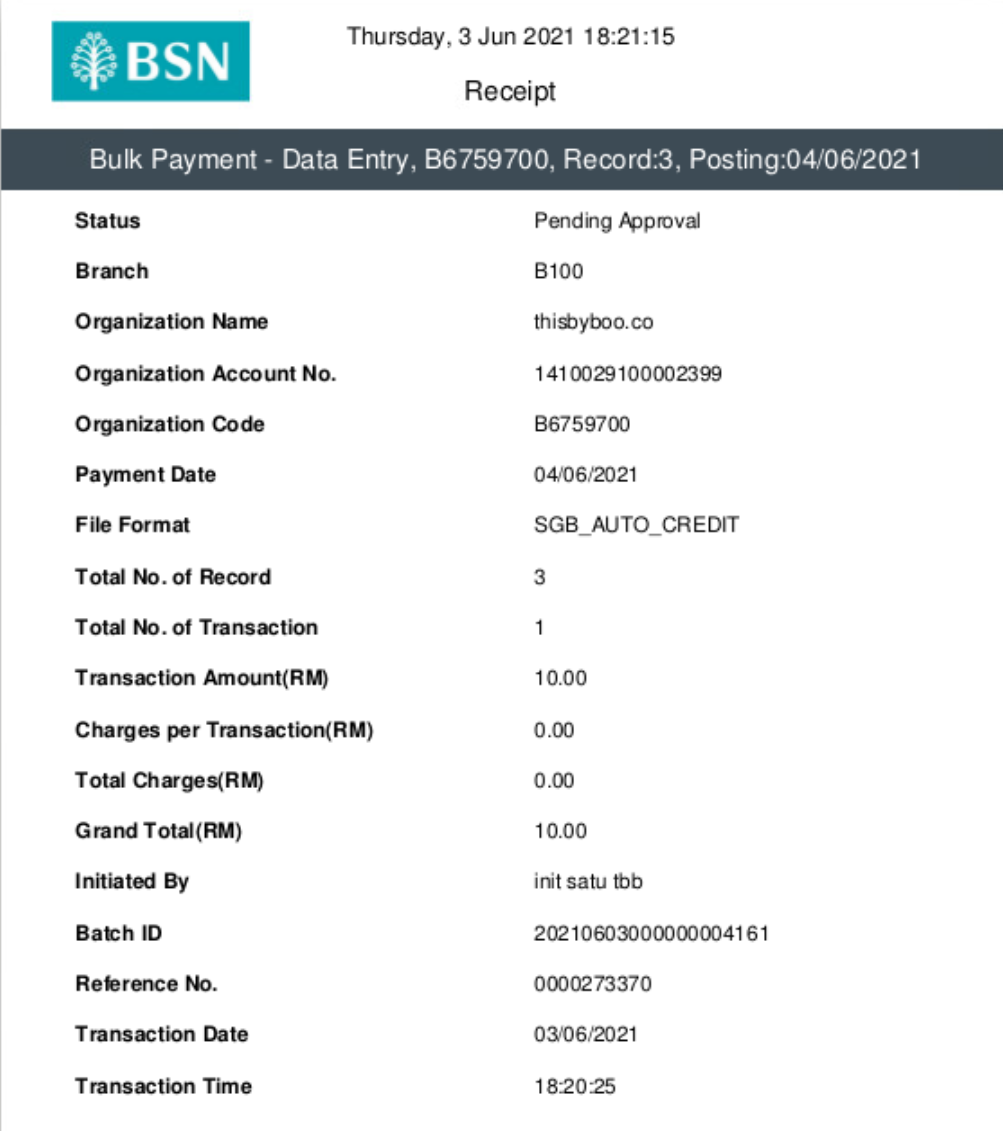 BSN
Thursday, 3 Jun 2021 18:21:15
Receipt
Bulk Payment - Data Entry, B6759700, Record:3, Posting:04/06/2021
Status Pending Approval
Branch B100
Organization Name thisbyboo.co
Organization Account No. 1410029100002399
Organization Code B6759700
Payment Date 04/06/2021
File Format SGB_AUTO_CREDIT
Total No. of Record 3
Total No. of Transaction 1
Transaction Amount(RM) 10.00
Charges per Transaction(RM) 0.00
Total Charges(RM) 0.00
Grand Total(RM) 10.00
Initiated By init satu tbb
Batch ID 20210603000000004161
Reference No. 0000273370
Transaction Date 03/06/2021
Transaction Time 18:20:25